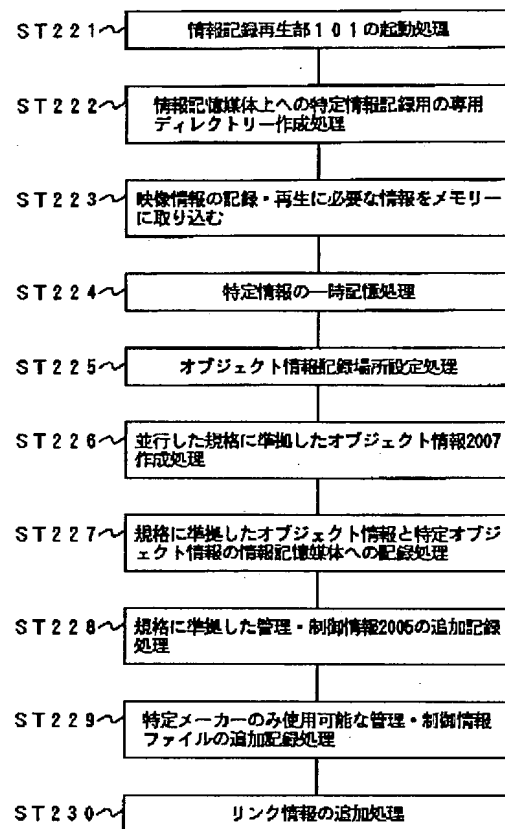 ST221 情報記録再生部101の起動処理
ST222 情報記憶媒体上への特定情報記録用の専用
ディレクトリー作成処理
ST223 映像情報の記録・再生に必要な情報をメモリー
に取り込む
ST224 特定情報の一時記憶処理
ST225 オブジェクト情報記録場所設定処理
ST226 並行した規格に準拠したオブジェクト情報2007
作成処理
ST227 規格に準拠したオブジェクト情報と特定オブジ
ェクト情報の情報記憶媒体への記録処理
ST228 規格に準拠した管理・制御情報2005の追加記録
処理
ST229 特定メーカーのみ使用可能な管理・制御情報
ファイルの追加記録処理
ST230 リンク情報の追加処理